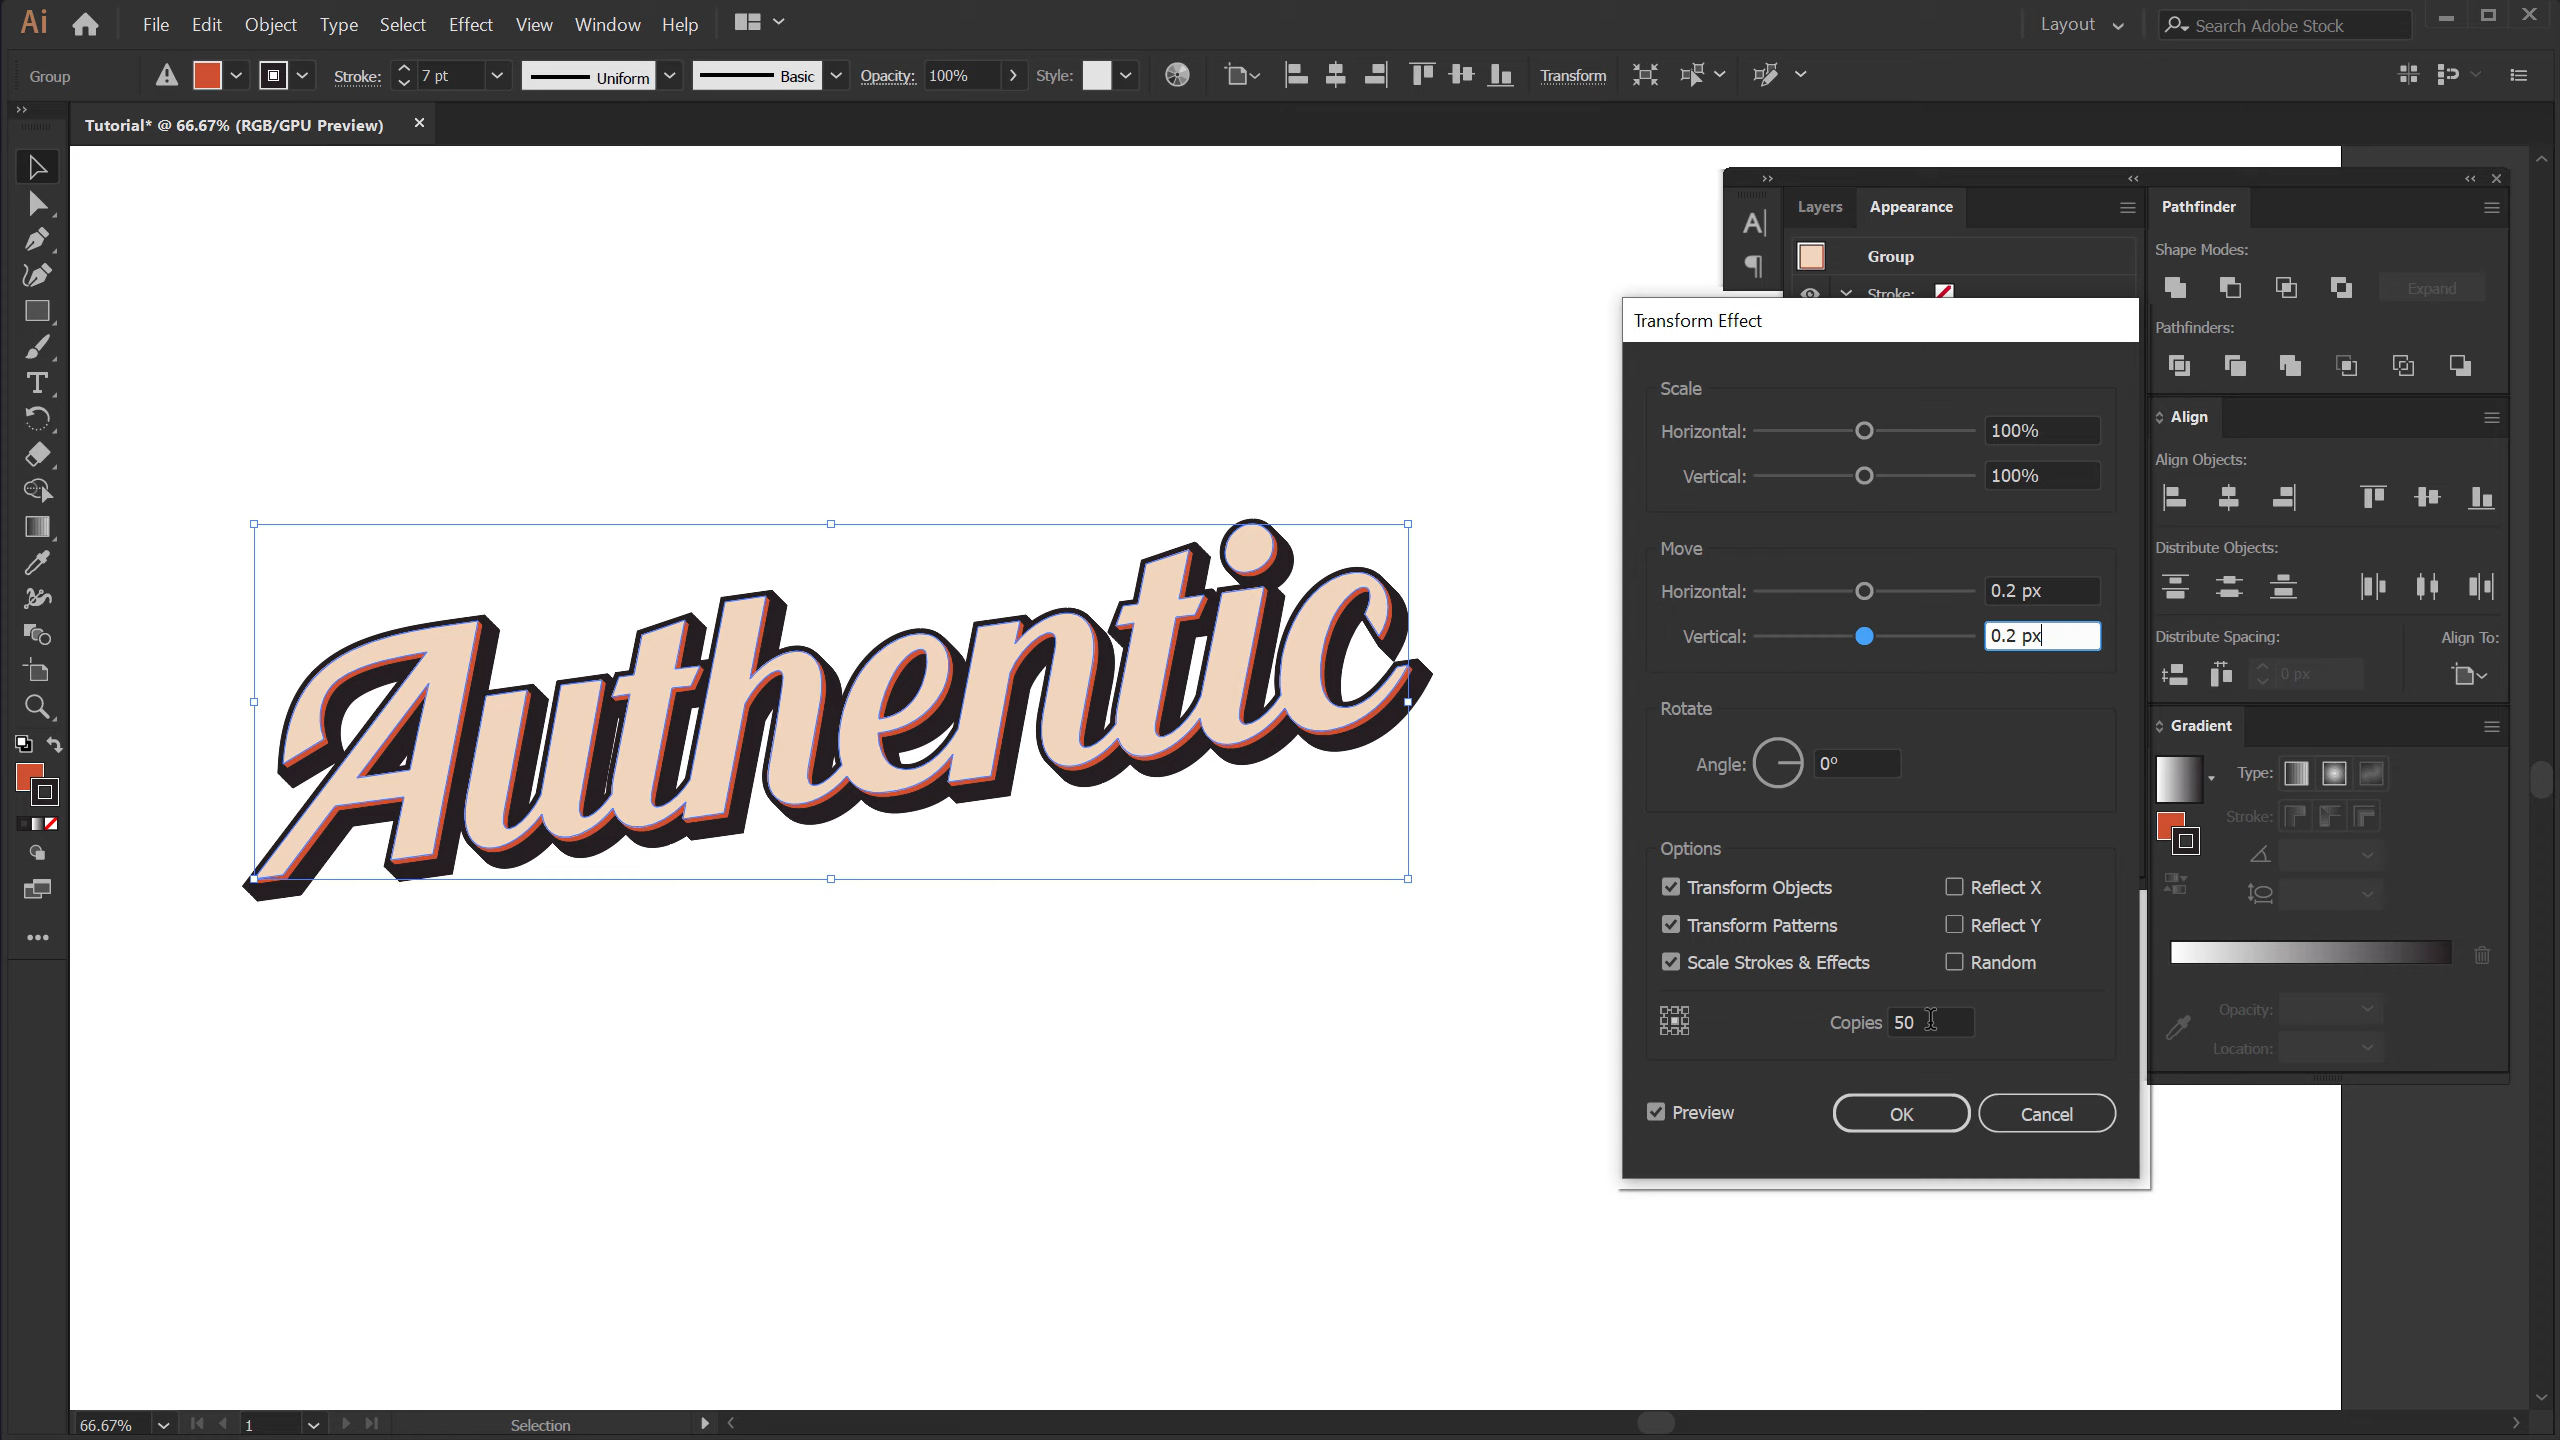 Ai File Edit Object Type Select Effect View Window Help Layout Search Adobe Stock
Group Stroke: 7 pt Uniform Basic Opacity: 100% Style: Transform
Tutorial* @ 66.67% (RGB/GPU Preview)
Layers Appearance
Group
Stroke:
Pathfinder
Shape Modes:
Expand
Pathfinders:
Transform Effect
Scale
Horizontal: 100%
Vertical: 100%
Move
Horizontal: 0.2 px
Vertical: 0.2 px
Rotate
Angle: 0°
Options
Transform Objects Reflect X
Transform Patterns Reflect Y
Scale Strokes & Effects Random
Copies 50
Preview OK Cancel
Align
Align Objects:
Distribute Objects:
Distribute Spacing: Align To:
0 px
Gradient
Type:
Stroke:
Opacity:
Location:
Authentic
66.67% 1 Selection